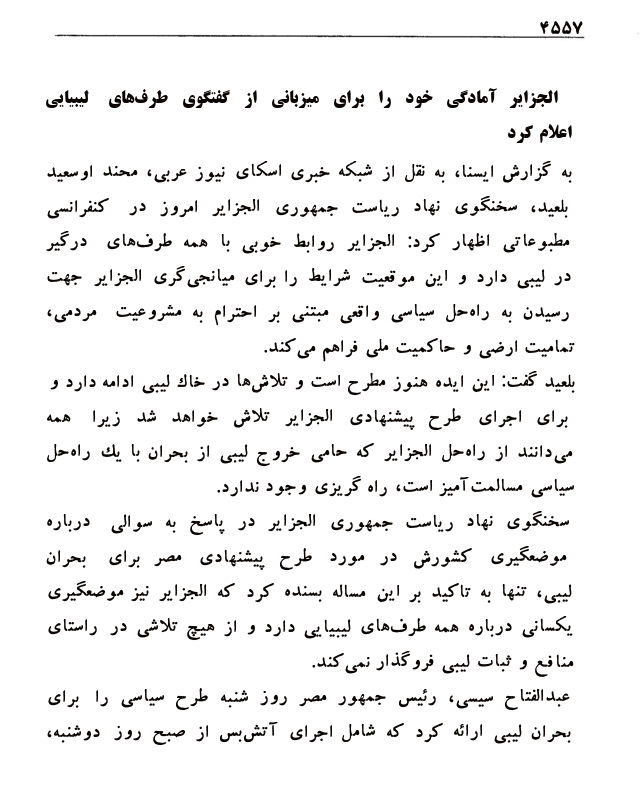 ۴۵۵۷
الجزایر آمادگی خود را برای میزبانی از گفتگوی طرف‌های لیبیایی
اعلام کرد
به گزارش ایسنا، به نقل از شبکه خبری اسکای نیوز عربی، محند اوسعید
بلعید، سخنگوی نهاد ریاست جمهوری الجزایر امروز در کنفرانسی
مطبوعاتی اظهار کرد: الجزایر روابط خوبی با همه طرف‌های درگیر
در لیبی دارد و این موقعیت شرایط را برای میانجی‌گری الجزایر جهت
رسیدن به راه‌حل سیاسی واقعی مبتنی بر احترام به مشروعیت مردمی،
تمامیت ارضی و حاکمیت ملی فراهم می‌کند.
بلعید گفت: این ایده هنوز مطرح است و تلاش‌ها در خاك لیبی ادامه دارد و
برای اجرای طرح پیشنهادی الجزایر تلاش خواهد شد زیرا همه
می‌دانند از راه‌حل الجزایر که حامی خروج لیبی از بحران با یك راه‌حل
سیاسی مسالمت‌آمیز است، راه گریزی وجود ندارد.
سخنگوی نهاد ریاست جمهوری الجزایر در پاسخ به سوالی درباره
موضعگیری کشورش در مورد طرح پیشنهادی مصر برای بحران
لیبی، تنها به تاکید بر این مساله بسنده کرد که الجزایر نیز موضعگیری
یکسانی درباره همه طرف‌های لیبیایی دارد و از هیچ تلاشی در راستای
منافع و ثبات لیبی فروگذار نمی‌کند.
عبدالفتاح سیسی، رئیس جمهور مصر روز شنبه طرح سیاسی را برای
بحران لیبی ارائه کرد که شامل اجرای آتش‌بس از صبح روز دوشنبه،